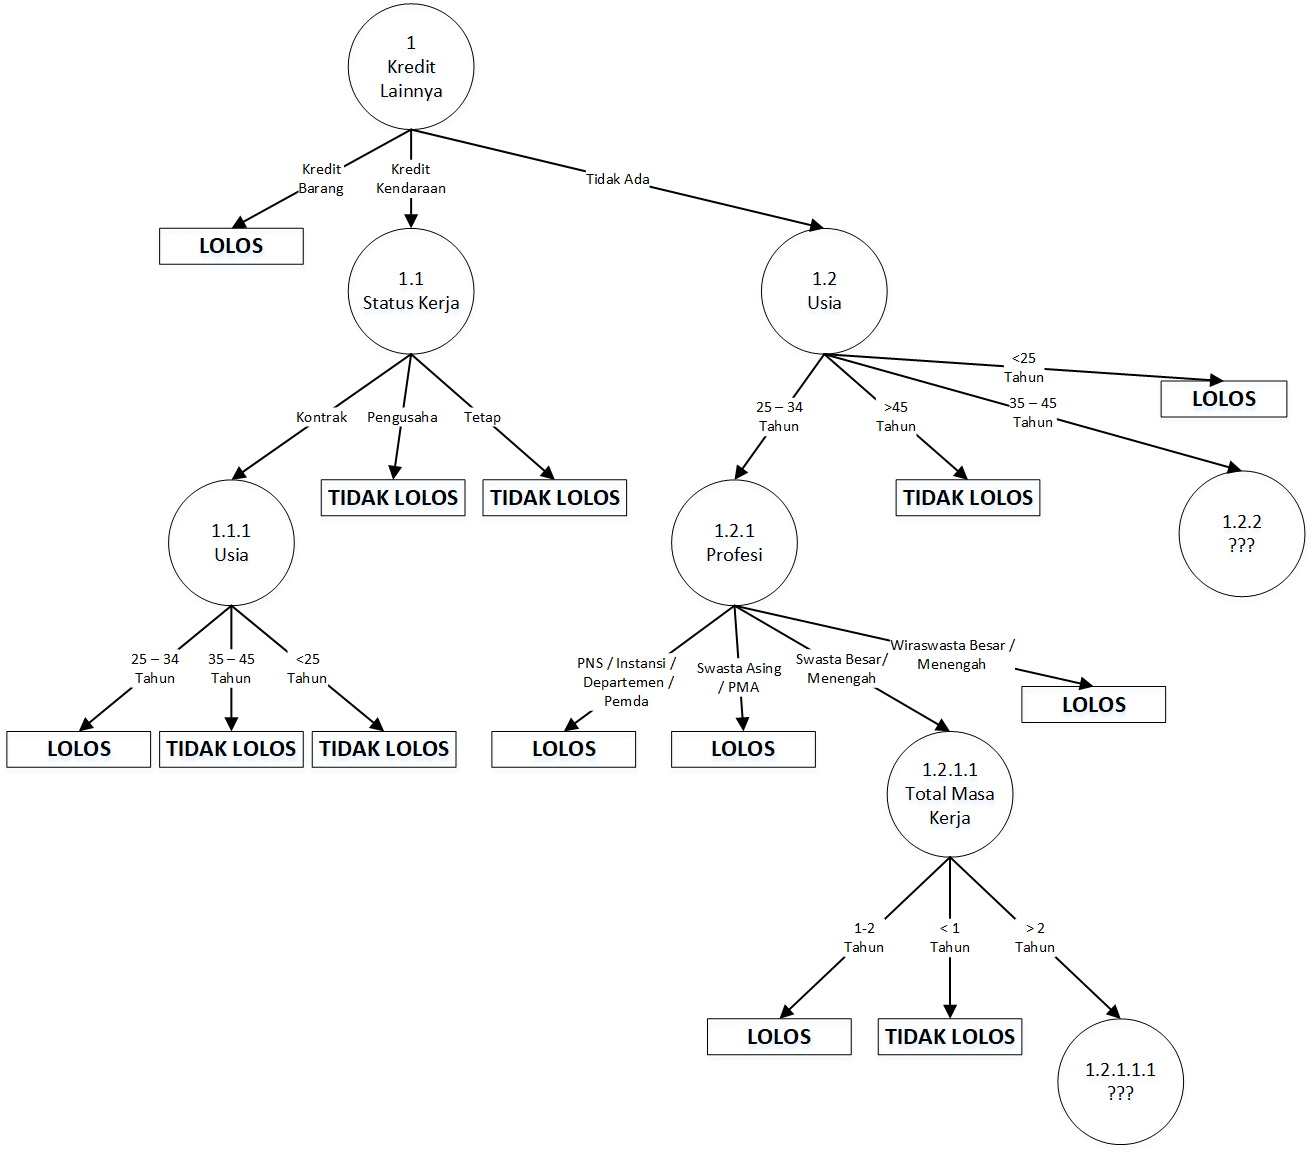 1
Kredit
Lainnya
Kredit
Barang
Kredit
Kendaraan
Tidak Ada
LOLOS
1.1
Status Kerja
1.2
Usia
<25
Tahun
LOLOS
Kontrak
Pengusaha
Tetap
25 – 34
Tahun
>45
Tahun
35 – 45
Tahun
1.1.1
Usia
TIDAK LOLOS
TIDAK LOLOS
1.2.1
Profesi
TIDAK LOLOS
1.2.2
???
25 – 34
Tahun
35 – 45
Tahun
<25
Tahun
PNS / Instansi /
Departemen /
Pemda
Swasta Asing
/ PMA
Swasta Besar/
Menengah
Wiraswasta Besar /
Menengah
LOLOS
LOLOS
TIDAK LOLOS
TIDAK LOLOS
LOLOS
LOLOS
1.2.1.1
Total Masa
Kerja
1-2
Tahun
< 1
Tahun
> 2
Tahun
LOLOS
TIDAK LOLOS
1.2.1.1.1
???